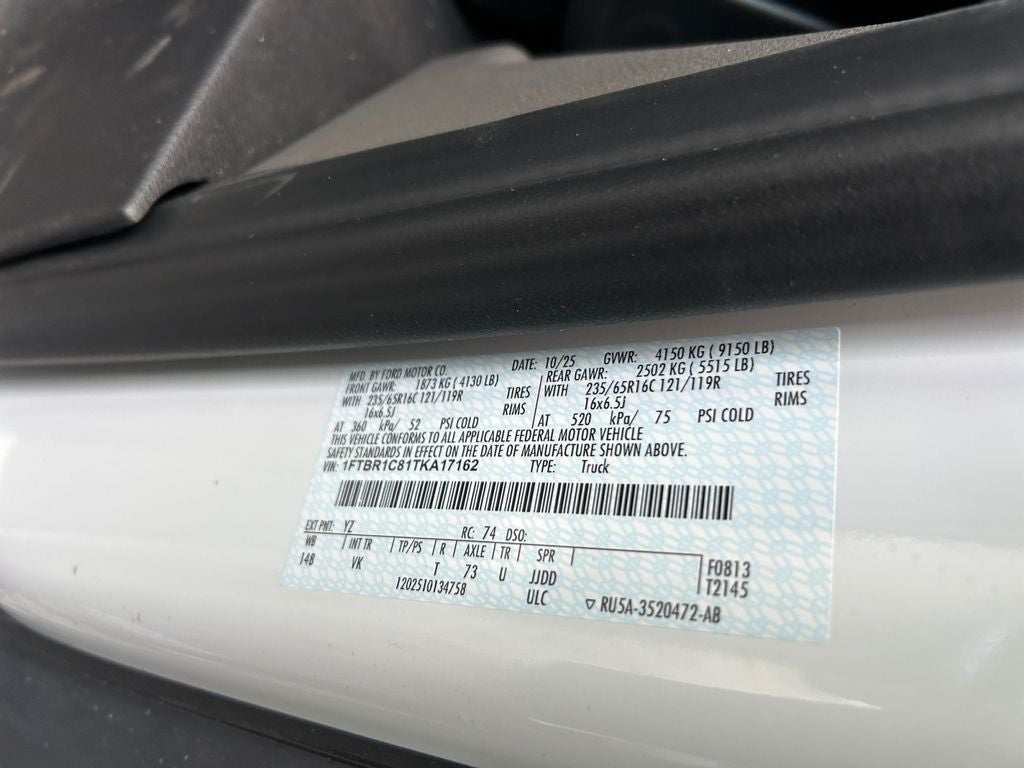 MFD. BY FORD MOTOR CO. DATE: 10/25 GVWR: 4150 KG ( 9150 LB)
FRONT GAWR: 1873 KG ( 4130 LB) REAR GAWR: 2502 KG ( 5515 LB)
WITH 235/65R16C 121/119R TIRES WITH 235/65R16C 121/119R TIRES
16x6.5J RIMS 16x6.5J RIMS
AT 360 kPa/ 52 PSI COLD AT 520 kPa/ 75 PSI COLD
THIS VEHICLE CONFORMS TO ALL APPLICABLE FEDERAL MOTOR VEHICLE
SAFETY STANDARDS IN EFFECT ON THE DATE OF MANUFACTURE SHOWN ABOVE.
VIN: 1FTBR1C81TKA17162 TYPE: Truck
EXT PNT: YZ RC: 74 DSO:
WB INT TR TP/PS R AXLE TR SPR
148 VK T 73 U JJDD F0813
1202510134758 ULC T2145
RU5A-3520472-AB